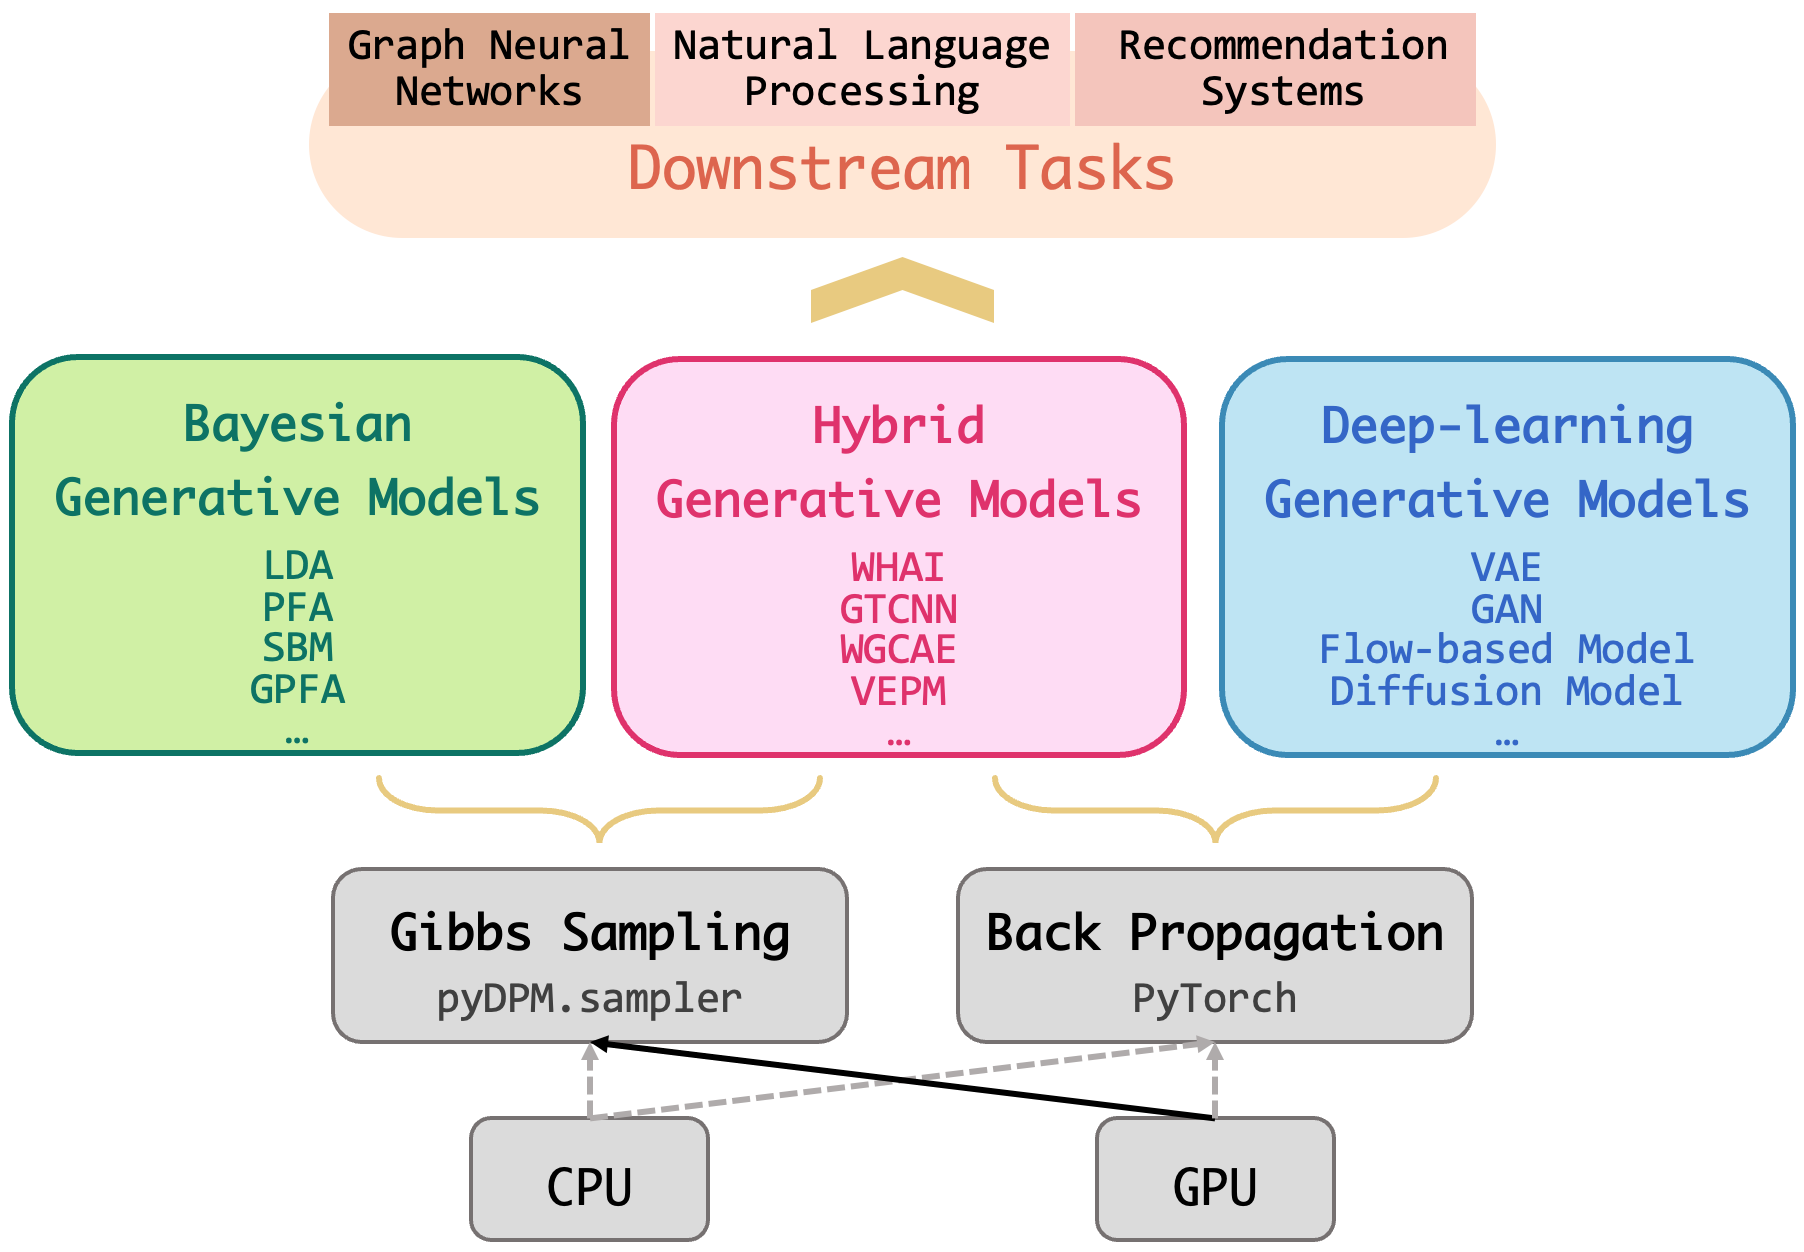 Graph Neural
Networks
Natural Language
Processing
Recommendation
Systems
Downstream Tasks
Bayesian
Generative Models
LDA
PFA
SBM
GPFA
…
Hybrid
Generative Models
WHAI
GTCNN
WGCAE
VEPM
…
Deep-learning
Generative Models
VAE
GAN
Flow-based Model
Diffusion Model
…
Gibbs Sampling
pyDPM.sampler
Back Propagation
PyTorch
CPU
GPU